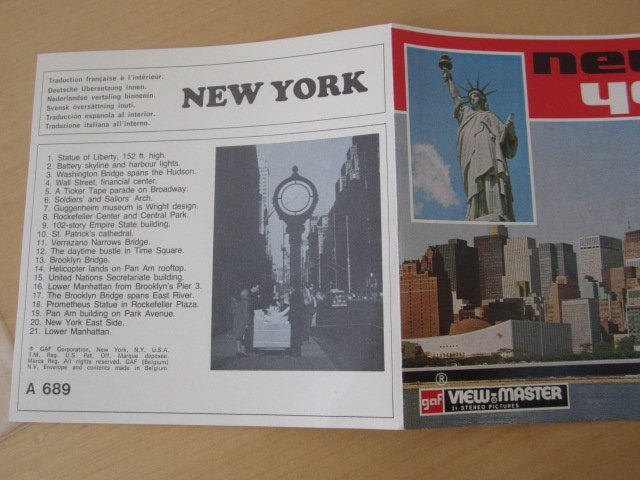 Traduction française à l'intérieur.
Deutsche Übersetzung innen.
Nederlandse vertaling binnenin.
Svensk översättning inuti.
Traducción espanola al interior.
Traduzione italiana all'interno.
NEW YORK
1. Statue of Liberty, 152 ft. high.
2. Battery skyline and harbour lights.
3. Washington Bridge spans the Hudson.
4. Wall Street, financial center.
5. A Ticker Tape parade on Broadway.
6. Soldiers' and Sailors' Arch.
7. Guggenheim museum is Wright design.
8. Rockefeller Center and Central Park.
9. 102-story Empire State building.
10. St. Patrick's cathedral.
11. Verrazano Narrows Bridge.
12. The daytime bustle in Time Square.
13. Brooklyn Bridge.
14. Helicopter lands on Pan Am rooftop.
15. United Nations Secretariate building.
16. Lower Manhattan from Brooklyn's Pier 3.
17. The Brooklyn Bridge spans East River.
18. Prometheus Statue in Rockefeller Plaza.
19. Pan Am building on Park Avenue.
20. New York East Side.
21. Lower Manhattan.
® GAF Corporation, New York, N.Y. U.S.A.
T.M. Reg. U.S. Pat. Off. Marque déposée.
Marca Reg. All rights reserved. GAF (Belgium)
N.V. Envelope and contents made in Belgium.
A 689
new
yo
®
gaf VIEW-MASTER
21 STEREO PICTURES